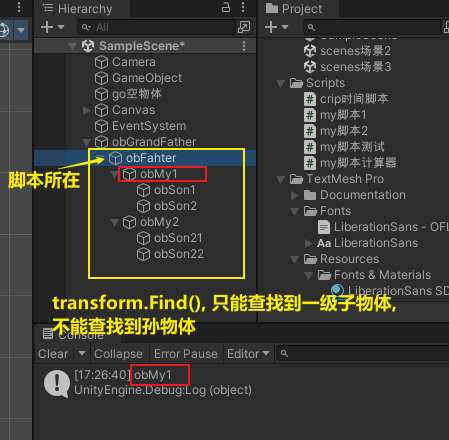 Hierarchy
All
SampleScene*
Camera
GameObject
go空物体
Canvas
EventSystem
obGrandFather
obFahter
obMy1
obSon1
obSon2
obMy2
obSon21
obSon22
脚本所在
transform.Find(), 只能查找到一级子物体,
不能查找到孙物体
Project
SampleScene
scenes场景2
scenes场景3
Scripts
crip时间脚本
my脚本1
my脚本2
my脚本测试
my脚本计算器
TextMesh Pro
Documentation
Fonts
LiberationSans - OFL
Aa LiberationSans
Resources
Fonts & Materials
LiberationSans SD
Console
Clear Collapse Error Pause Editor
[17:26:40] obMy1
UnityEngine.Debug:Log (object)